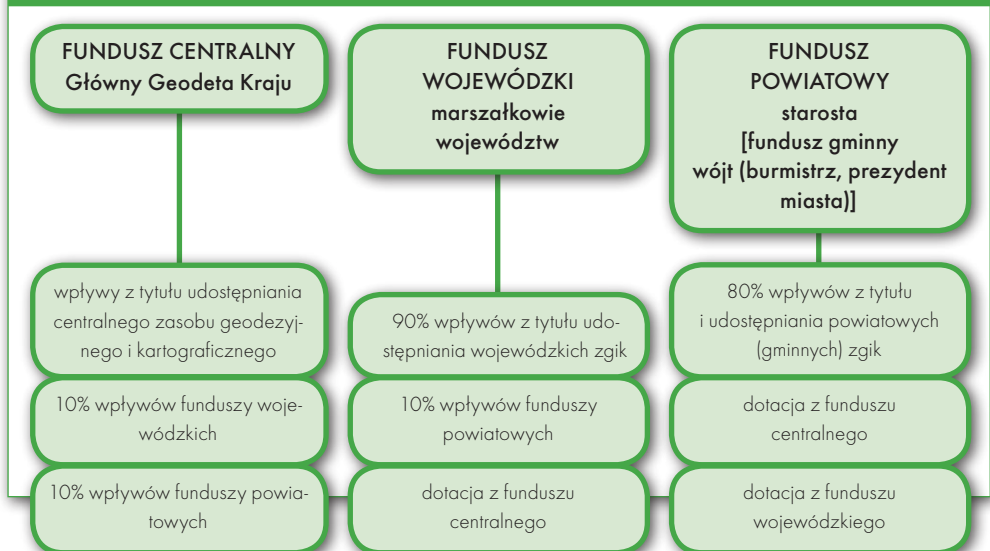 FUNDUSZ CENTRALNY
Główny Geodeta Kraju
wpływy z tytułu udostępniania
centralnego zasobu geodezyj-
nego i kartograficznego
10% wpływów funduszy woje-
wódzkich
10% wpływów funduszy powia-
towych
FUNDUSZ
WOJEWÓDZKI
marszałkowie
województw
90% wpływów z tytułu udo-
stępniania wojewódzkich zgik
10% wpływów funduszy
powiatowych
dotacja z funduszu
centralnego
FUNDUSZ
POWIATOWY
starosta
[fundusz gminny
wójt (burmistrz, prezydent
miasta)]
80% wpływów z tytułu
i udostępniania powiatowych
(gminnych) zgik
dotacja z funduszu
centralnego
dotacja z funduszu
wojewódzkiego